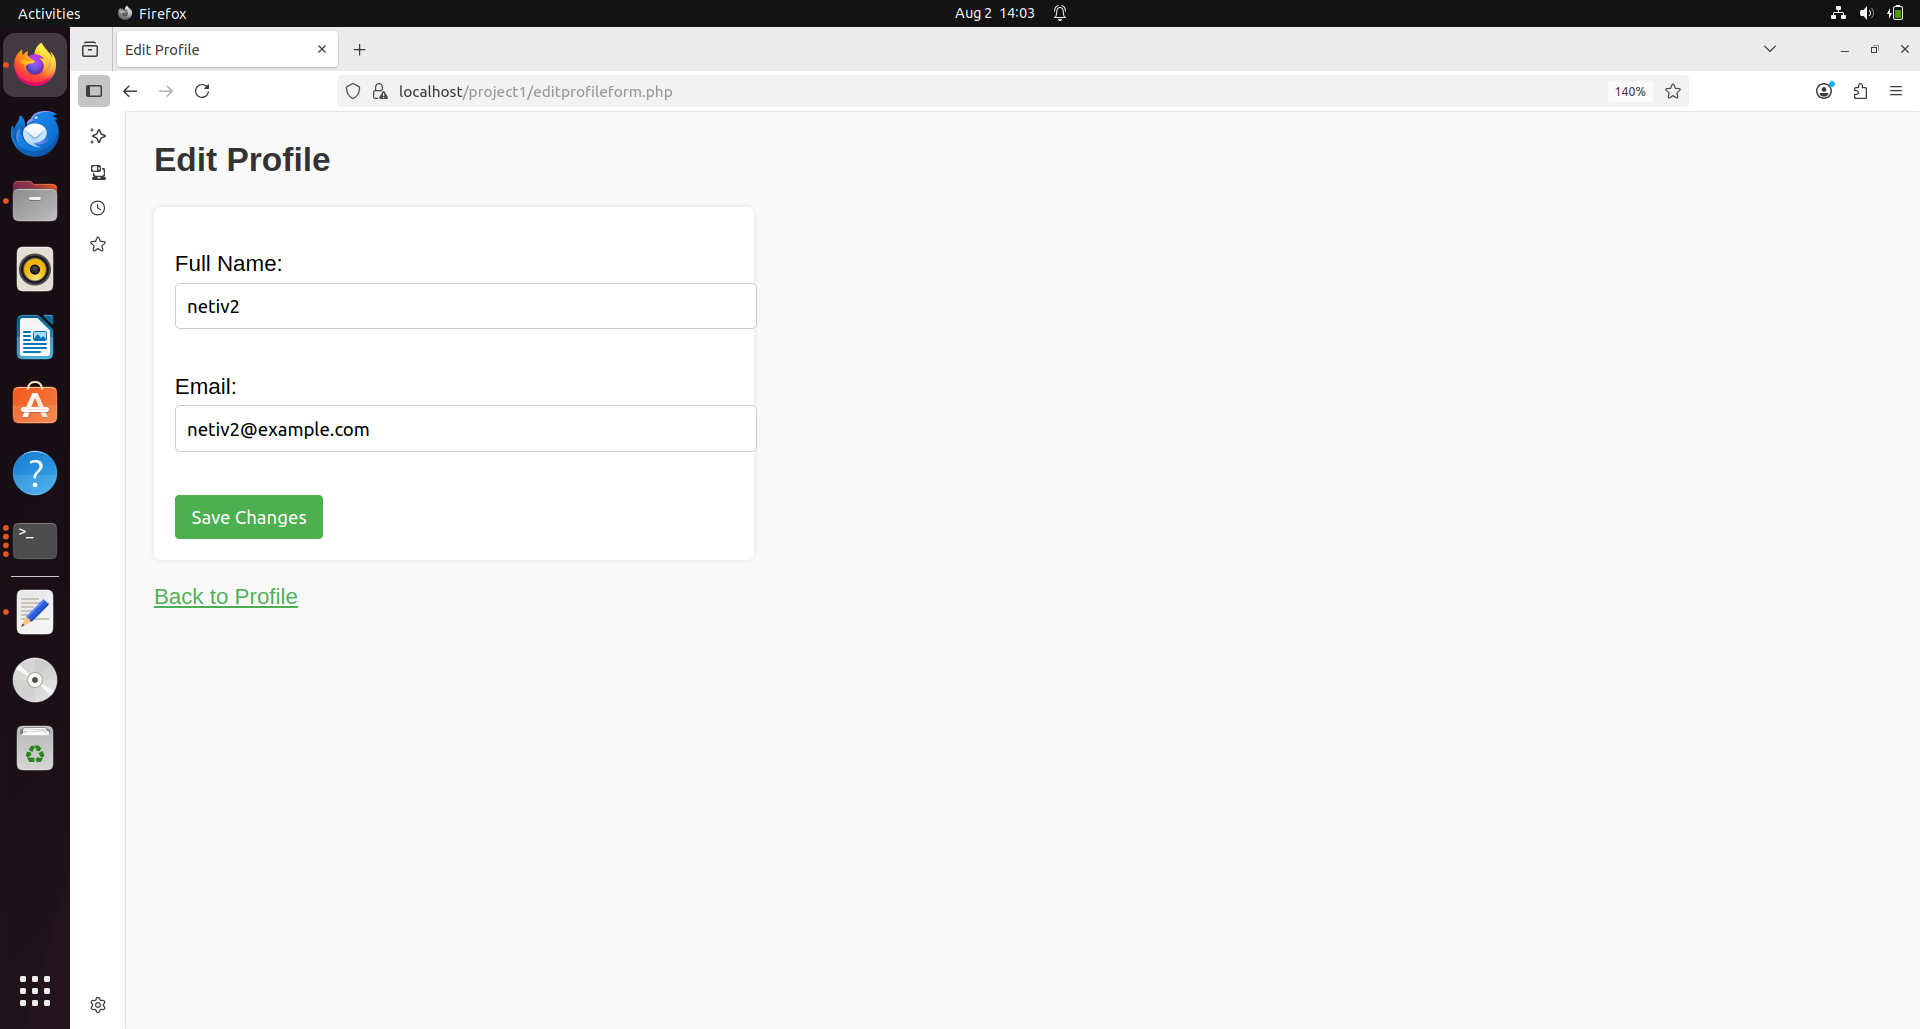 Activities
Firefox
Aug 2 14:03
Edit Profile
localhost/project1/editprofileform.php
140%
Edit Profile
Full Name:
netiv2
Email:
netiv2@example.com
Save Changes
Back to Profile